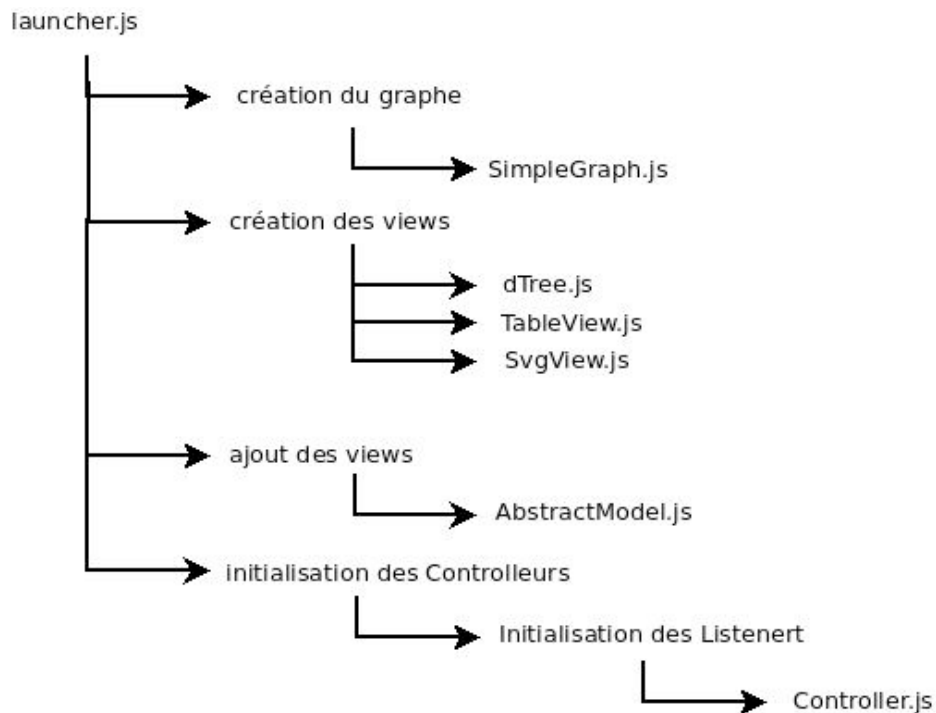 launcher.js
création du graphe
SimpleGraph.js
création des views
dTree.js
TableView.js
SvgView.js
ajout des views
AbstractModel.js
initialisation des Controlleurs
Initialisation des Listenert
Controller.js